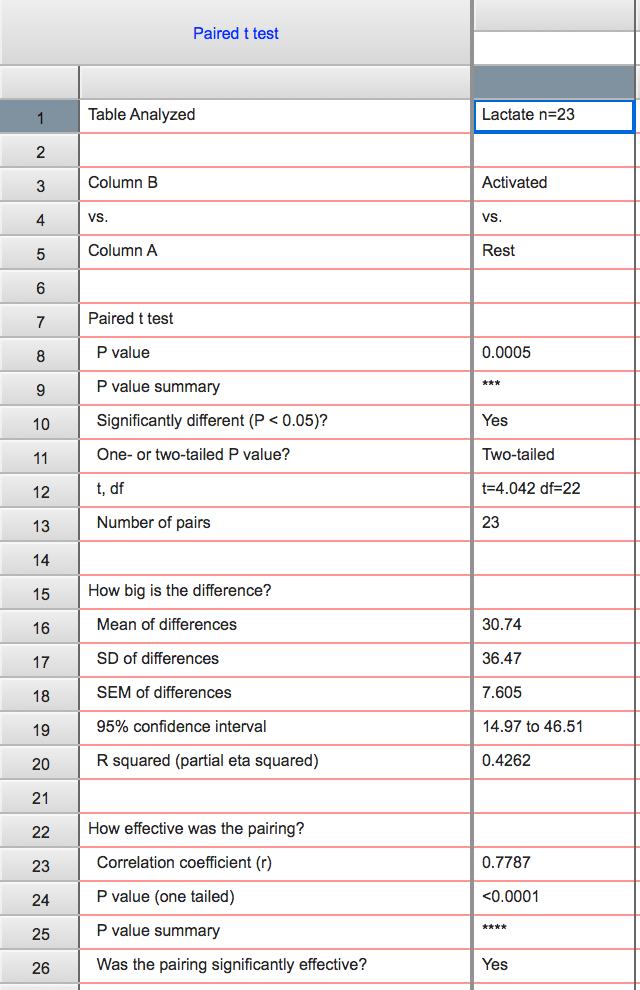 Paired t test
1 Table Analyzed Lactate n=23
2
3 Column B Activated
4 vs. vs.
5 Column A Rest
6
7 Paired t test
8 P value 0.0005
9 P value summary ***
10 Significantly different (P < 0.05)? Yes
11 One- or two-tailed P value? Two-tailed
12 t, df t=4.042 df=22
13 Number of pairs 23
14
15 How big is the difference?
16 Mean of differences 30.74
17 SD of differences 36.47
18 SEM of differences 7.605
19 95% confidence interval 14.97 to 46.51
20 R squared (partial eta squared) 0.4262
21
22 How effective was the pairing?
23 Correlation coefficient (r) 0.7787
24 P value (one tailed) <0.0001
25 P value summary ****
26 Was the pairing significantly effective? Yes